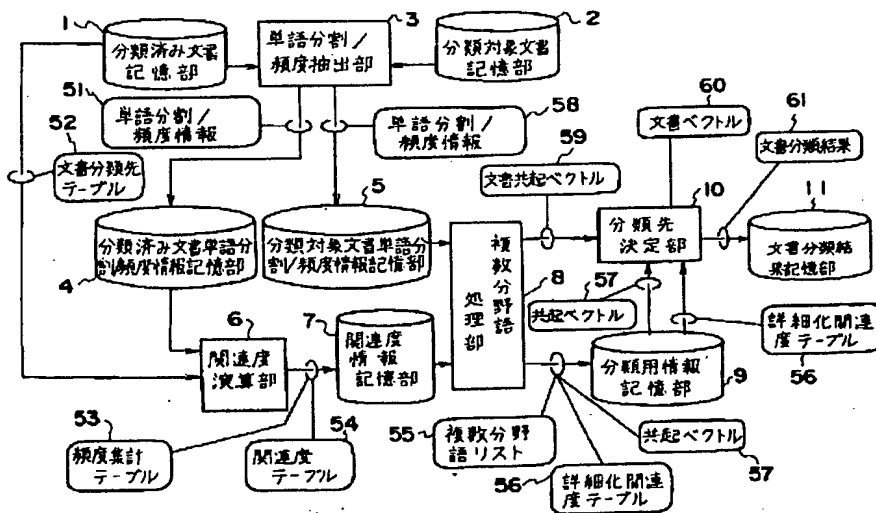 1
分類済み文書
記憶部
3
単語分割/
頻度抽出部
2
分類対象文書
記憶部
51
単語分割/
頻度情報
52
文書分類先
テーブル
58
単語分割/
頻度情報
59
文書共起ベクトル
60
文書ベクトル
61
文書分類結果
4
分類済み文書単語分
割/頻度情報記憶部
5
分類対象文書単語分
割/頻度情報記憶部
8
複数分野語
処理部
10
分類先
決定部
11
文書分類結
果記憶部
57
共起ベクトル
6
関連度
演算部
7
関連度
情報
記憶部
9
分類用情報
記憶部
詳細化関連
度テーブル
56
53
頻度集計
テーブル
54
関連度
テーブル
55
複数分野
語リスト
56
詳細化関連
度テーブル
共起ベクトル
57